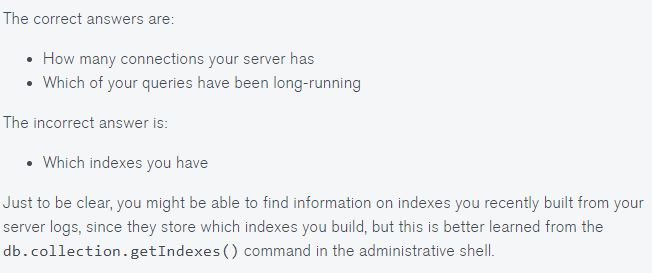 The correct answers are:
• How many connections your server has
• Which of your queries have been long-running
The incorrect answer is:
• Which indexes you have
Just to be clear, you might be able to find information on indexes you recently built from your
server logs, since they store which indexes you build, but this is better learned from the
db.collection.getIndexes() command in the administrative shell.